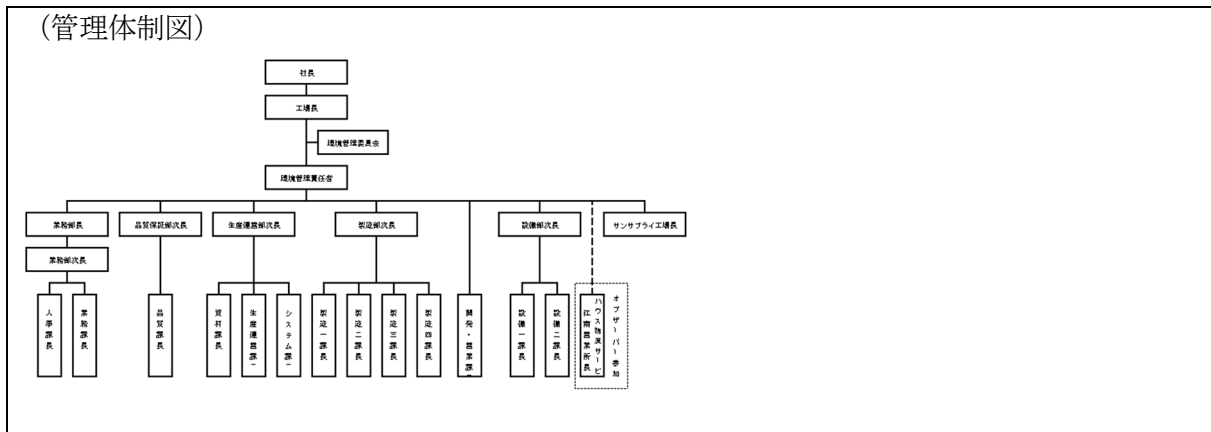 （管理体制図）
社長
工場長
環境管理委員会
環境管理責任者
業務部長
品質保証部次長
生産運営部次長
製造部次長
設備部次長
サンサプライ工場長
業務部次長
人事課長
業務課長
品質課長
資材課長
生産運営課
システム課
製造一課長
製造二課長
製造三課長
製造四課長
開発・営業課
設備一課長
設備二課長
ハウス物流サービ
江南営業所長
オブザーバー参加